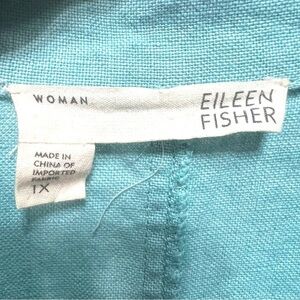 WOMAN
EILEEN
FISHER
MADE IN
CHINA OF
IMPORTED
FABRIC
1X